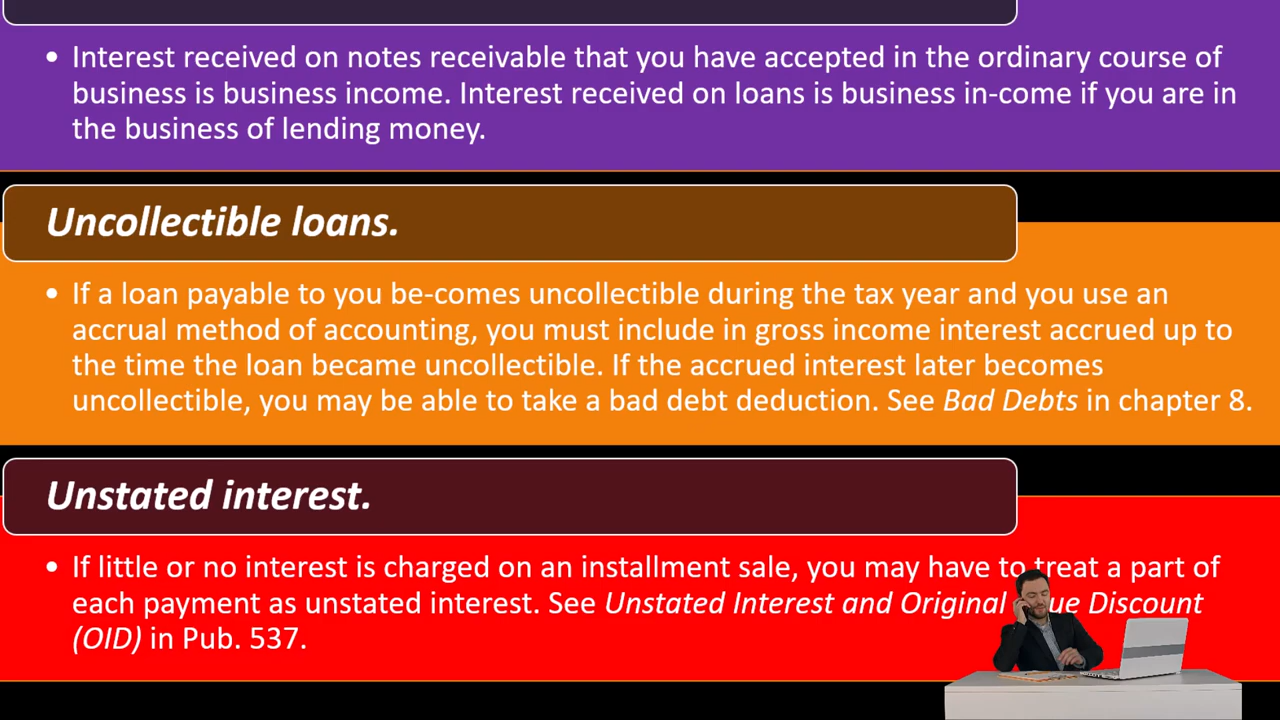 • Interest received on notes receivable that you have accepted in the ordinary course of
business is business income. Interest received on loans is business in-come if you are in
the business of lending money.
Uncollectible loans.
• If a loan payable to you be-comes uncollectible during the tax year and you use an
accrual method of accounting, you must include in gross income interest accrued up to
the time the loan became uncollectible. If the accrued interest later becomes
uncollectible, you may be able to take a bad debt deduction. See Bad Debts in chapter 8.
Unstated interest.
• If little or no interest is charged on an installment sale, you may have to treat a part of
each payment as unstated interest. See Unstated Interest and Original Discount
(OID) in Pub. 537.